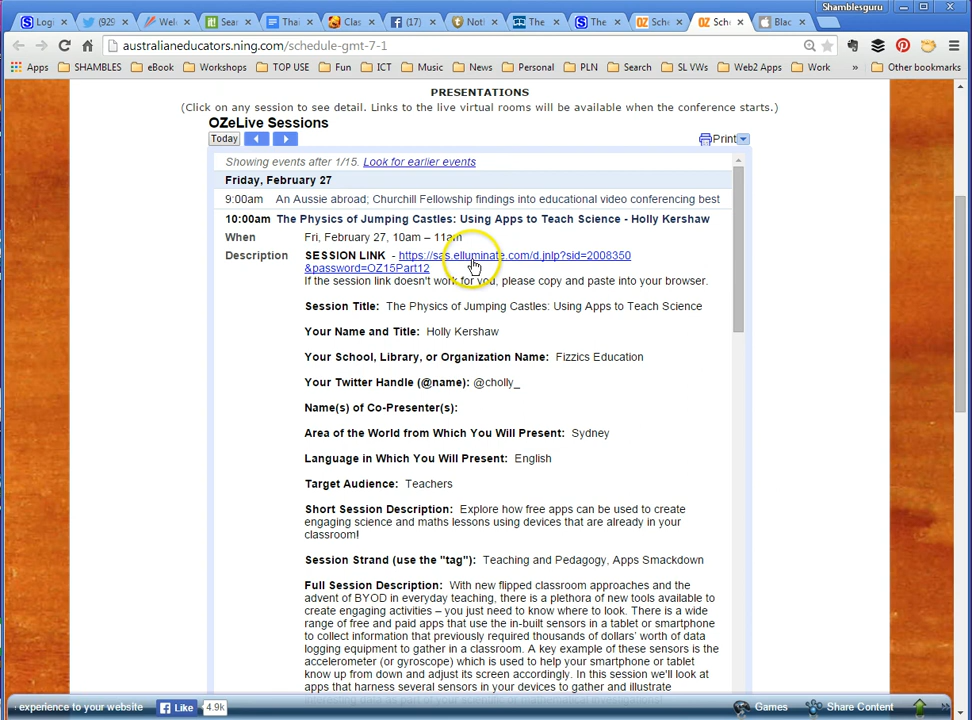 Shamblesguru
Logi
(929
Wel
Sear
Thai
Clas
(17)
Noti
The
The
Sche
Sch
Blac
australianeducators.ning.com/schedule-gmt-7-1
Apps SHAMBLES eBook Workshops TOP USE Fun ICT Music News Personal PLN Search SL VWs Web2 Apps Work » Other bookmarks
PRESENTATIONS
(Click on any session to see detail. Links to the live virtual rooms will be available when the conference starts.)
OZeLive Sessions
Today Print
Showing events after 1/15. Look for earlier events
Friday, February 27
9:00am An Aussie abroad; Churchill Fellowship findings into educational video conferencing best
10:00am The Physics of Jumping Castles: Using Apps to Teach Science - Holly Kershaw
When Fri, February 27, 10am – 11am
Description SESSION LINK - https://sas.elluminate.com/d.jnlp?sid=2008350
&password=OZ15Part12
If the session link doesn't work for you, please copy and paste into your browser.
Session Title: The Physics of Jumping Castles: Using Apps to Teach Science
Your Name and Title: Holly Kershaw
Your School, Library, or Organization Name: Fizzics Education
Your Twitter Handle (@name): @cholly_
Name(s) of Co-Presenter(s):
Area of the World from Which You Will Present: Sydney
Language in Which You Will Present: English
Target Audience: Teachers
Short Session Description: Explore how free apps can be used to create
engaging science and maths lessons using devices that are already in your
classroom!
Session Strand (use the "tag"): Teaching and Pedagogy, Apps Smackdown
Full Session Description: With new flipped classroom approaches and the
advent of BYOD in everyday teaching, there is a plethora of new tools available to
create engaging activities – you just need to know where to look. There is a wide
range of free and paid apps that use the in-built sensors in a tablet or smartphone
to collect information that previously required thousands of dollars' worth of data
logging equipment to gather in a classroom. A key example of these sensors is the
accelerometer (or gyroscope) which is used to help your smartphone or tablet
know up from down and adjust its screen accordingly. In this session we'll look at
apps that harness several sensors in your devices to gather and illustrate
experience to your website Like 4.9k Games Share Content »